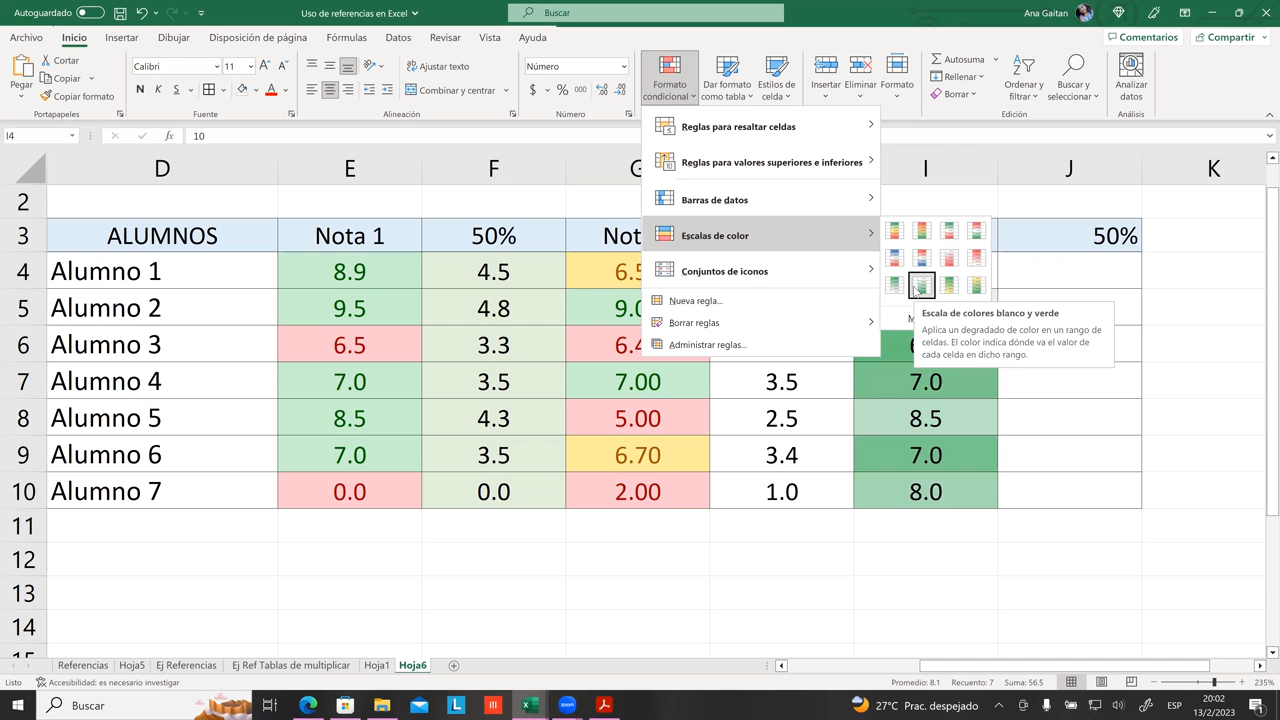 Autoguardado
Uso de referencias en Excel
Buscar
Ana Gaitan
Archivo Inicio Insertar Dibujar Disposición de página Fórmulas Datos Revisar Vista Ayuda
Comentarios Compartir
Pegar
Cortar
Copiar
Copiar formato
Portapapeles
Calibri 11
N K S
Fuente
Ajustar texto
Combinar y centrar
Alineación
Número
$ % 000
Número
Formato condicional
Dar formato como tabla
Estilos de celda
Insertar Eliminar Formato
Autosuma
Rellenar
Borrar
Ordenar y filtrar
Buscar y seleccionar
Edición
Analizar datos
Análisis
I4 fx 10
Reglas para resaltar celdas
Reglas para valores superiores e inferiores
Barras de datos
Escalas de color
Conjuntos de iconos
Nueva regla...
Borrar reglas
Administrar reglas...
Escala de colores blanco y verde
Aplica un degradado de color en un rango de
celdas. El color indica dónde va el valor de
cada celda en dicho rango.
D E F I J K
2
3 ALUMNOS Nota 1 50% 50%
4 Alumno 1 8.9 4.5
5 Alumno 2 9.5 4.8
6 Alumno 3 6.5 3.3
7 Alumno 4 7.0 3.5 7.00 3.5 7.0
8 Alumno 5 8.5 4.3 5.00 2.5 8.5
9 Alumno 6 7.0 3.5 6.70 3.4 7.0
10 Alumno 7 0.0 0.0 2.00 1.0 8.0
11
12
13
14
Referencias Hoja5 Ej Referencias Ej Ref Tablas de multiplicar Hoja1 Hoja6
Listo Accesibilidad: es necesario investigar Promedio: 8.1 Recuento: 7 Suma: 56.5 235%
Buscar
zoom
27°C Prac. despejado
ESP
20:02
13/2/2023